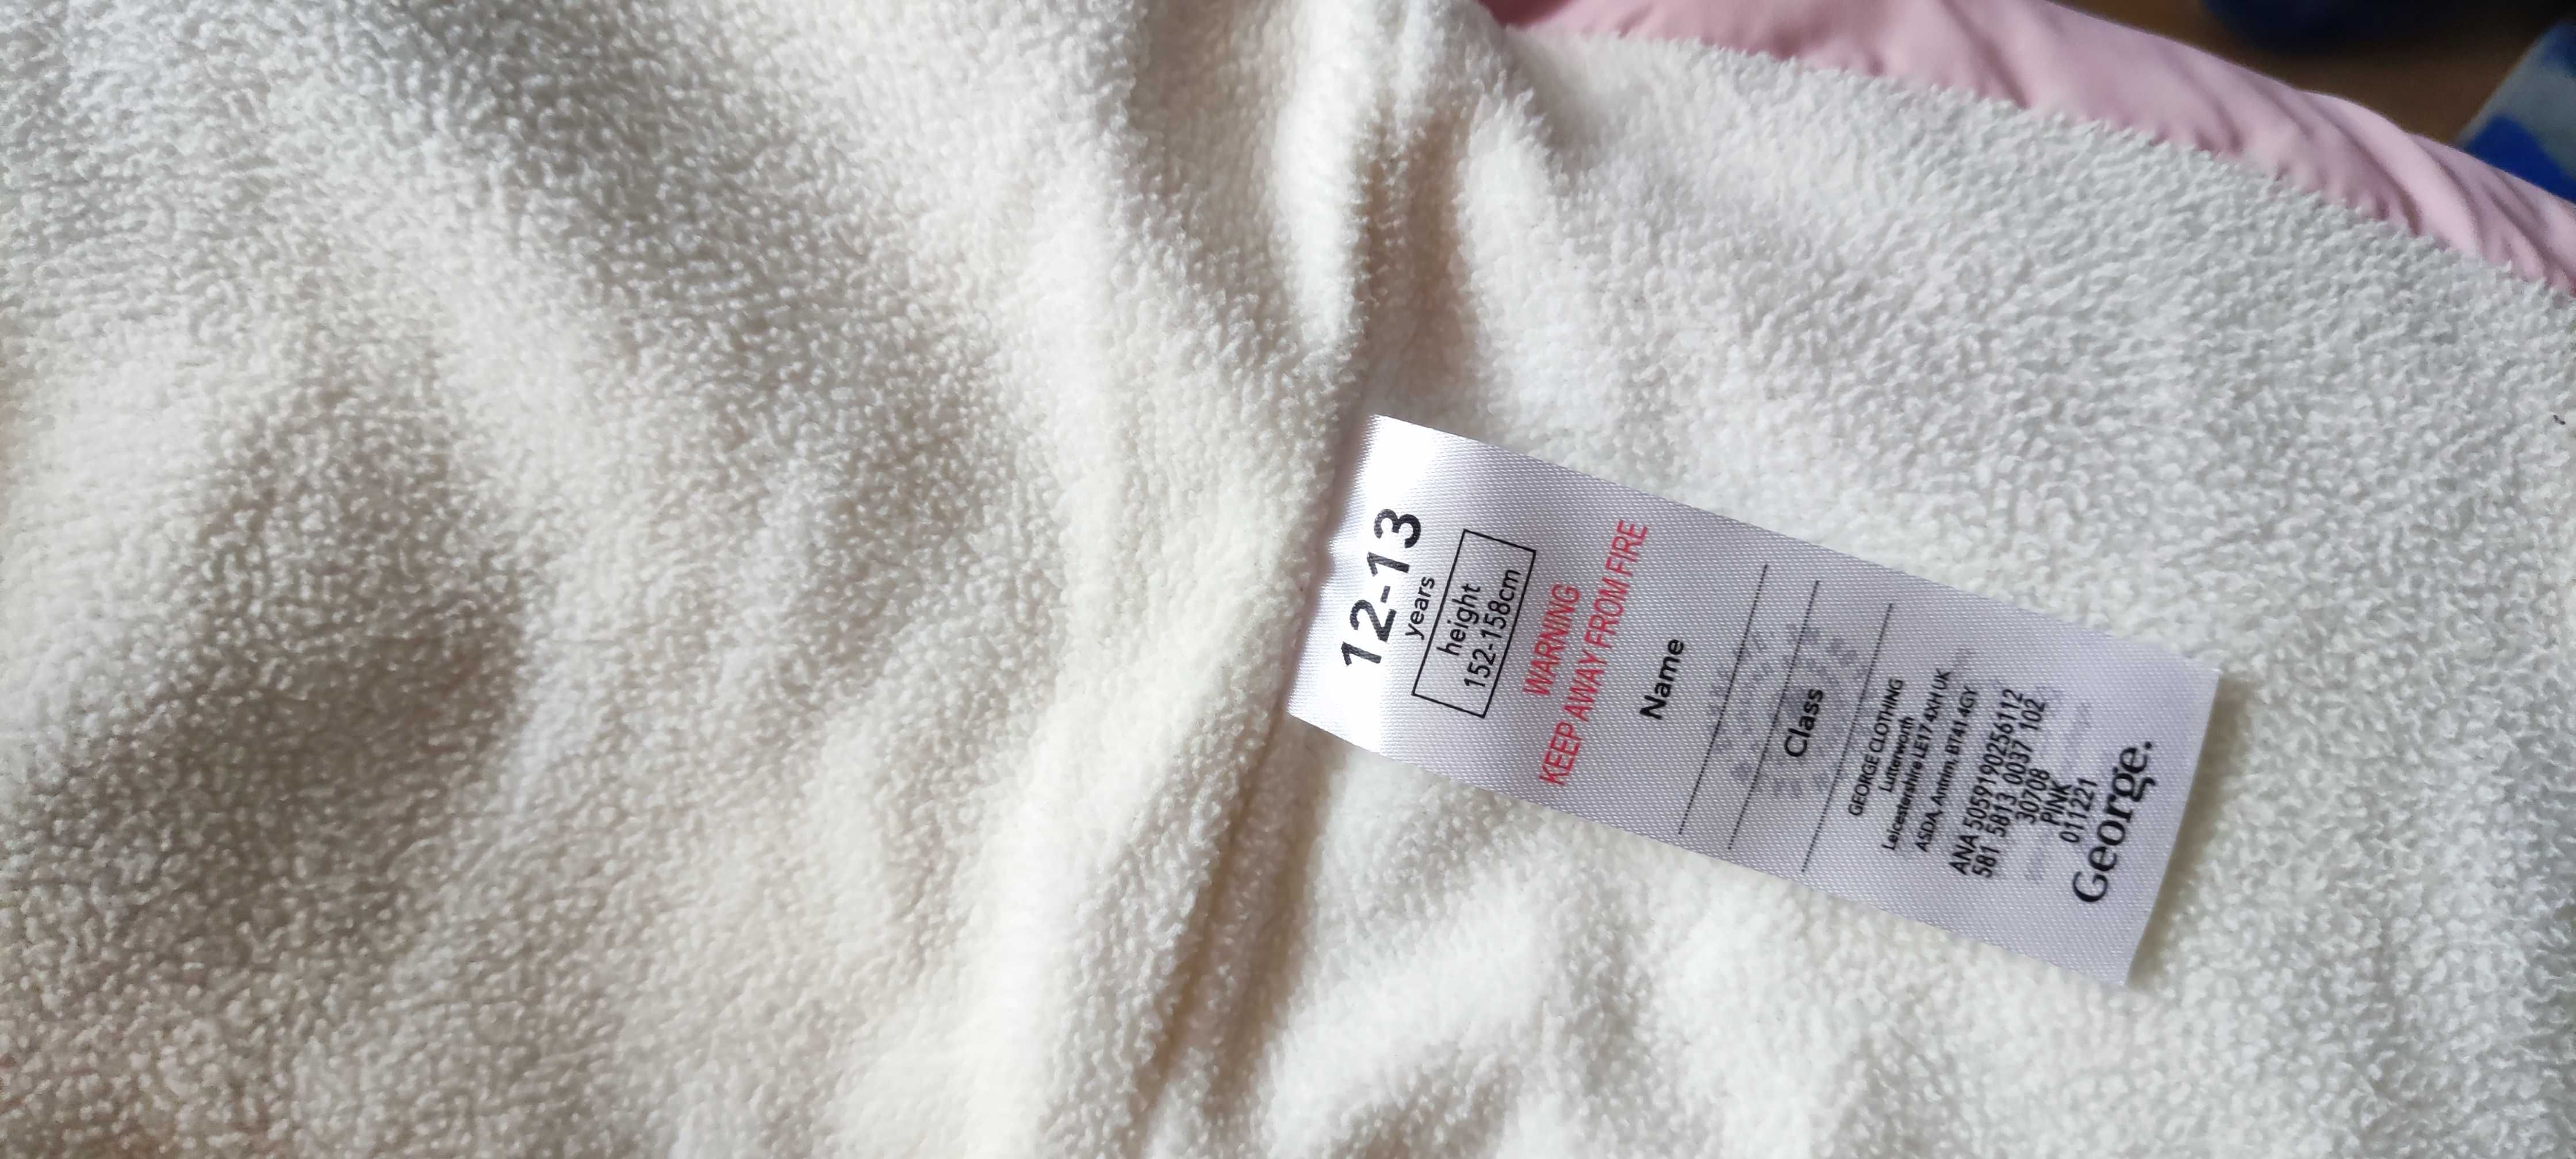 12-13
years
height
152-158cm
WARNING
KEEP AWAY FROM FIRE
Name
Class
GEORGE CLOTHING
Lutterworth
Leicestershire LE17 4XH UK
ASDA, Antrim, BT41 4GY
ANA 5059190256112
581 5813 0037 102
30708
PINK
011221
George.